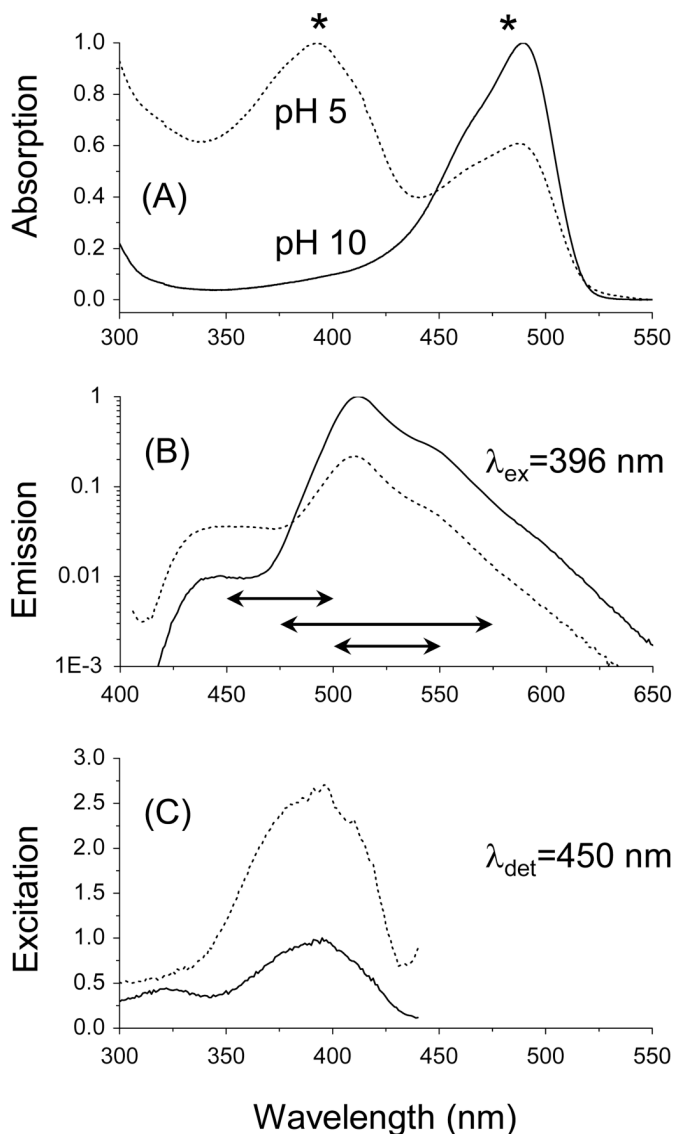 * *
1.0
0.8
0.6
0.4
0.2
0.0
Absorption
pH 5
(A)
pH 10
300 350 400 450 500 550
1
0.1
0.01
1E-3
Emission
(B)
λex=396 nm
400 450 500 550 600 650
3.0
2.5
2.0
1.5
1.0
0.5
0.0
Excitation
(C)
λdet=450 nm
300 350 400 450 500 550
Wavelength (nm)